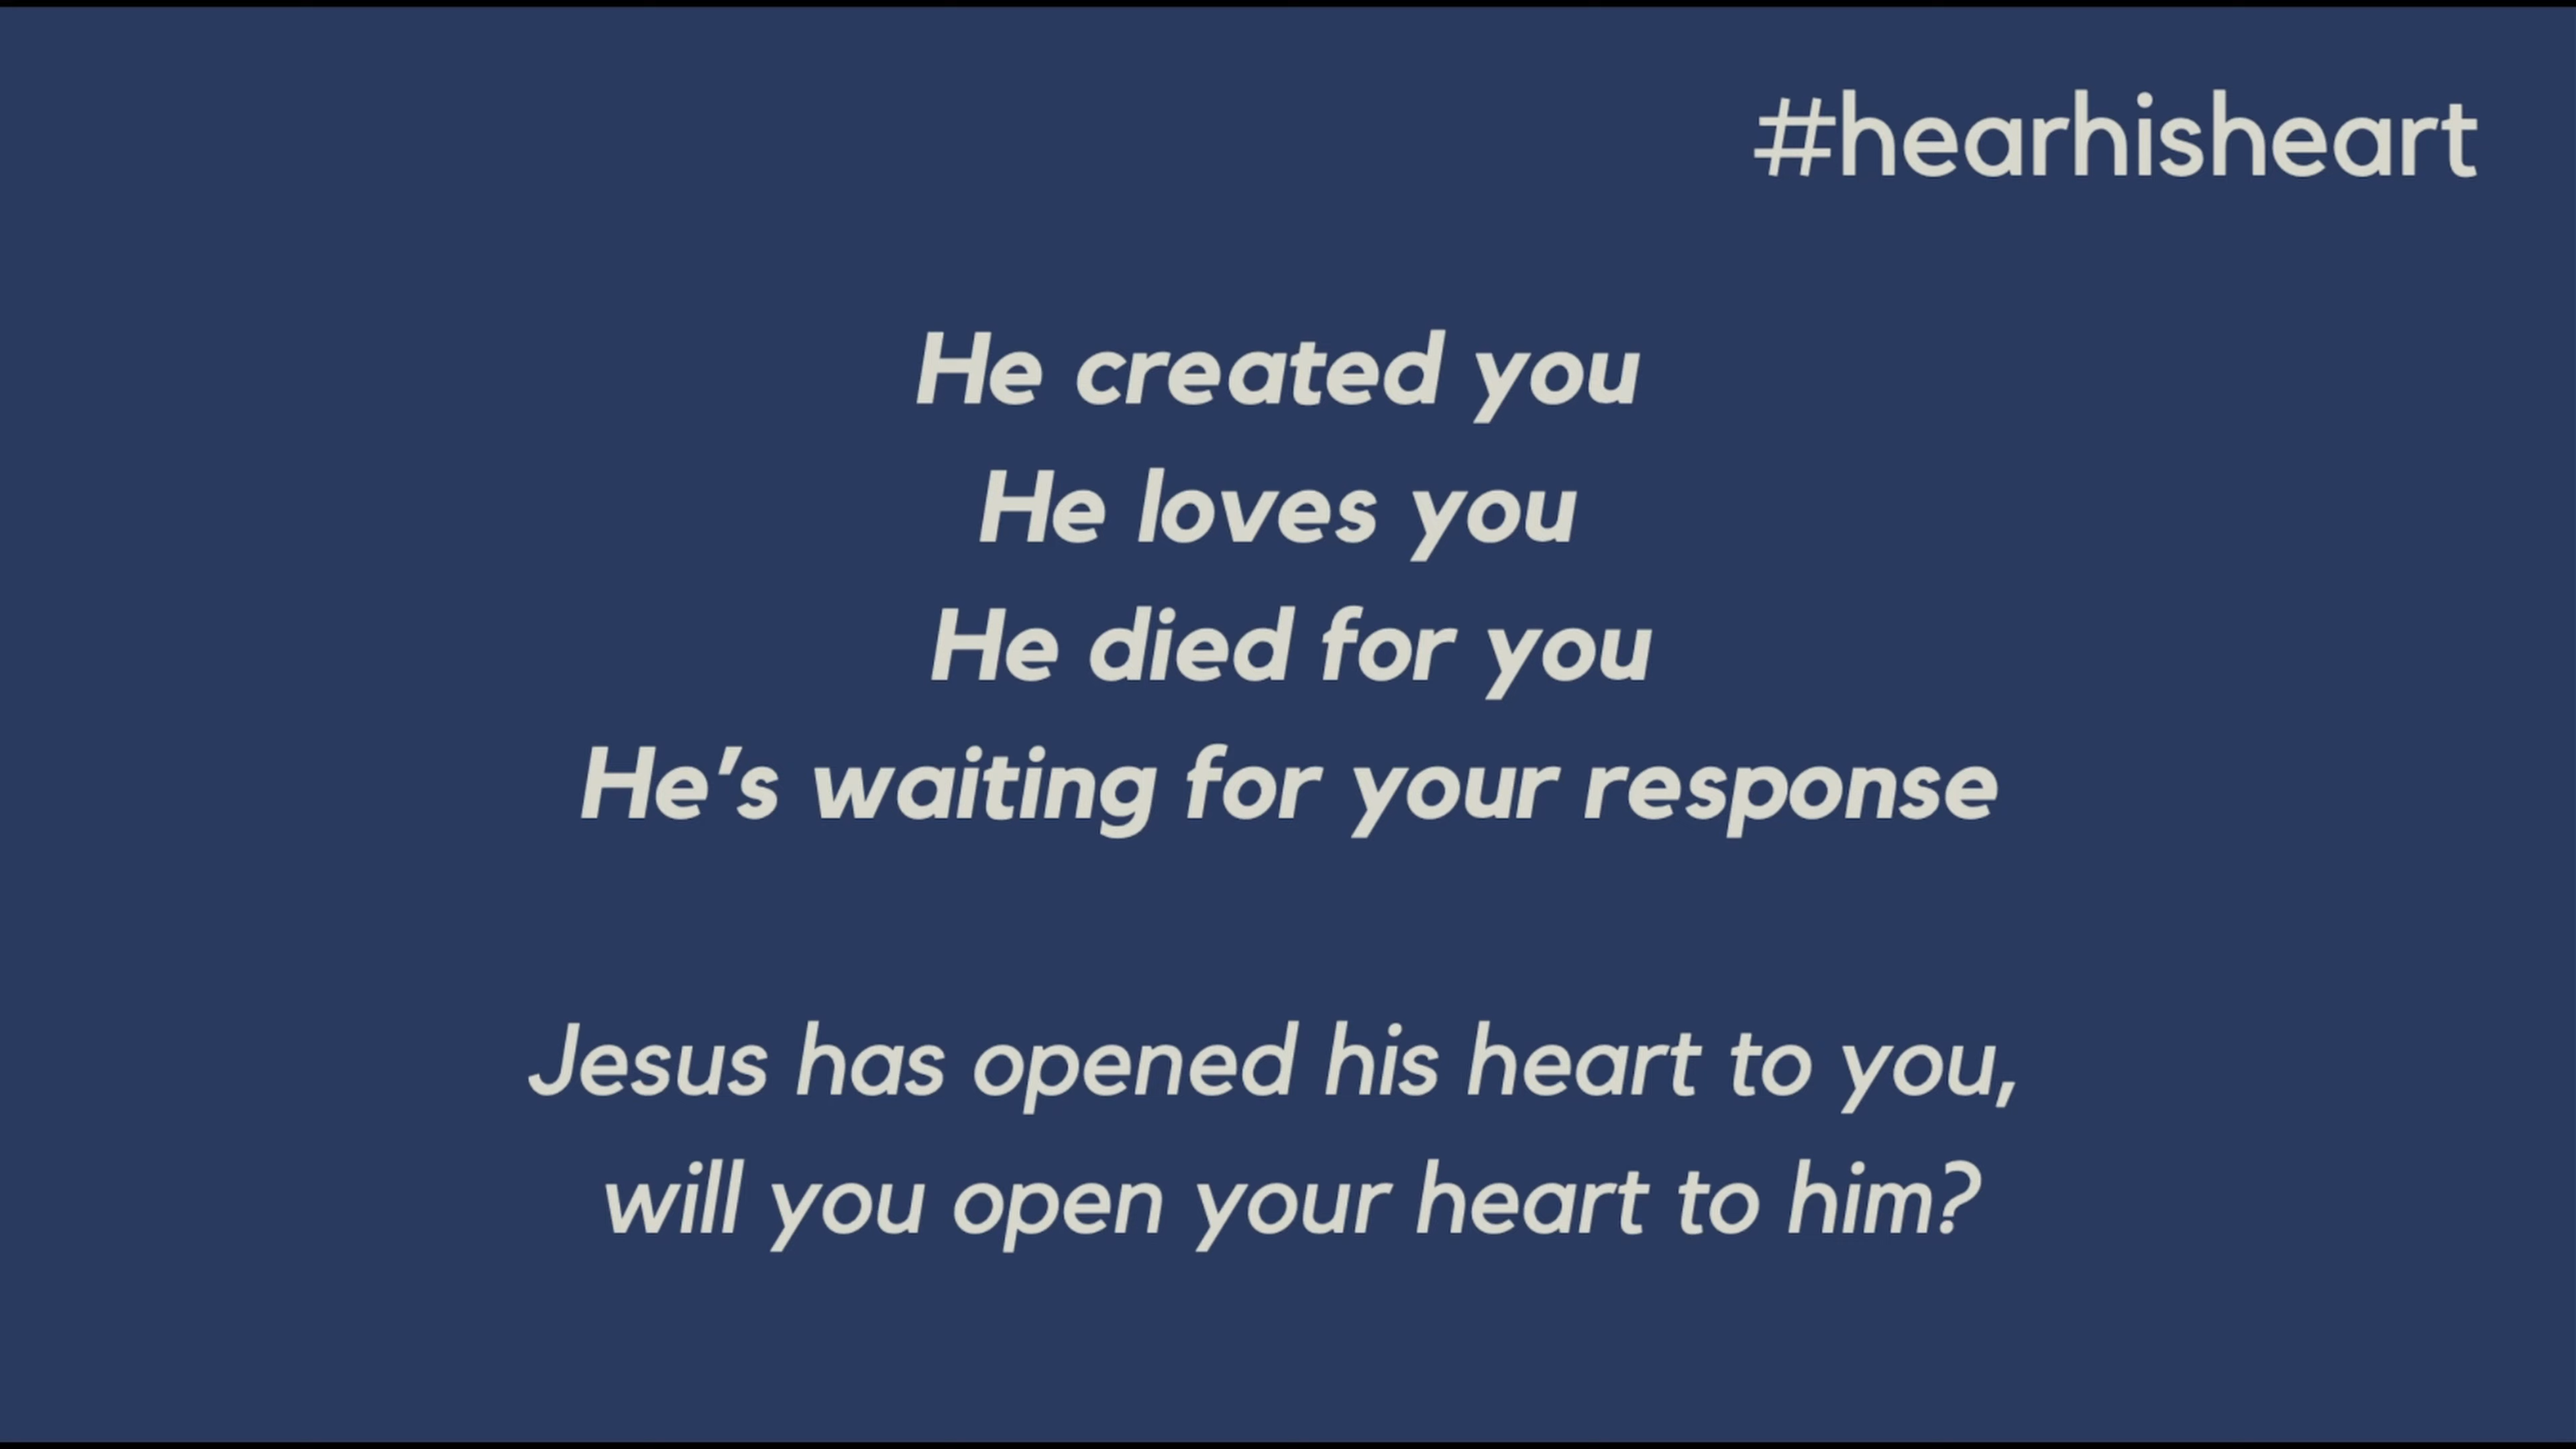 #hearhisheart
He created you
He loves you
He died for you
He’s waiting for your response
Jesus has opened his heart to you,
will you open your heart to him?